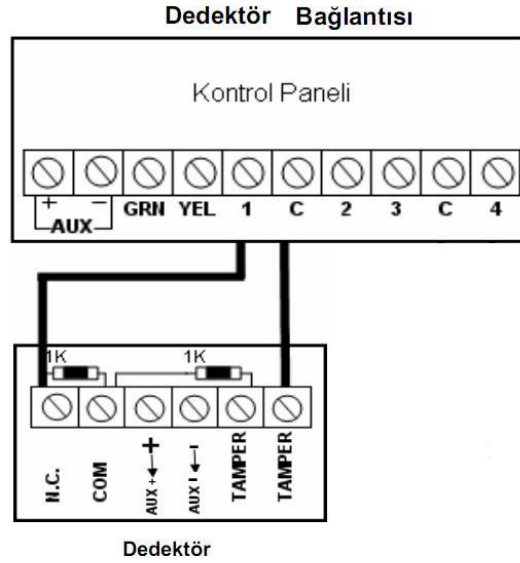 Dedektör Bağlantısı
Kontrol Paneli
+ − GRN YEL 1 C 2 3 C 4
AUX
1K 1K
N.C. COM AUX + + AUX - - TAMPER TAMPER
Dedektör